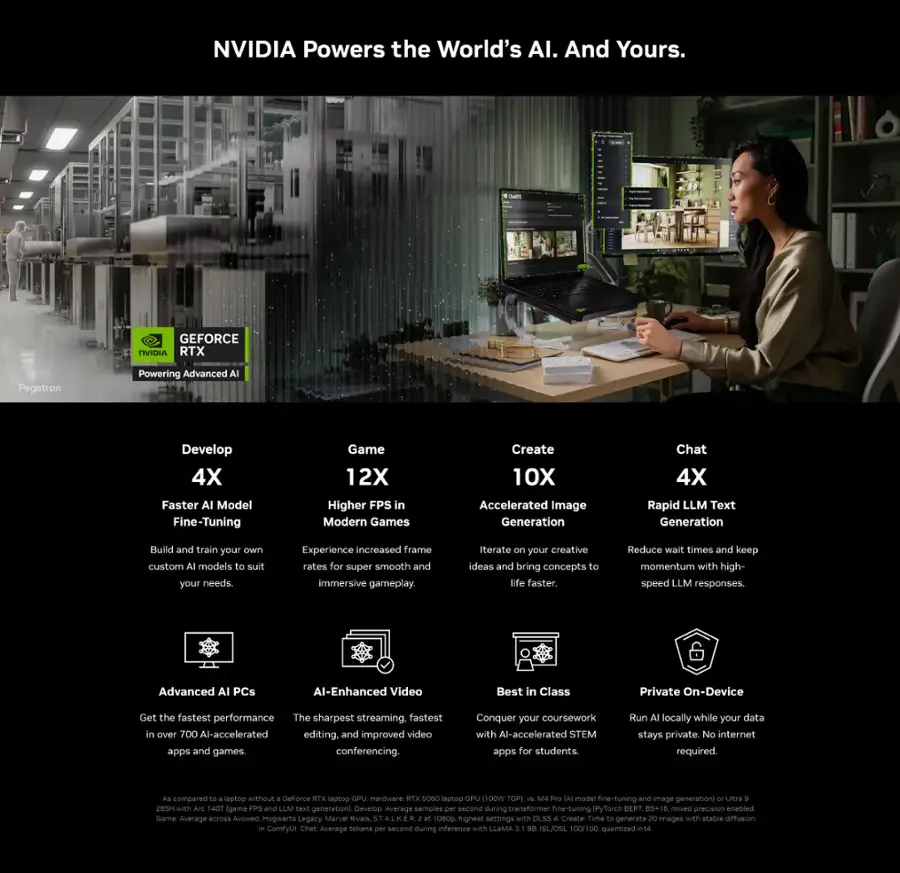 NVIDIA Powers the World's AI. And Yours.
ChatRTX
NVIDIA
GEFORCE
RTX
Powering Advanced AI
Pegatron
Develop
4X
Faster AI Model
Fine-Tuning
Build and train your own
custom AI models to suit
your needs.
Game
12X
Higher FPS in
Modern Games
Experience increased frame
rates for super smooth and
immersive gameplay.
Create
10X
Accelerated Image
Generation
Iterate on your creative
ideas and bring concepts to
life faster.
Chat
4X
Rapid LLM Text
Generation
Reduce wait times and keep
momentum with high-
speed LLM responses.
Advanced AI PCs
Get the fastest performance
in over 700 AI-accelerated
apps and games.
AI-Enhanced Video
The sharpest streaming, fastest
editing, and improved video
conferencing.
Best in Class
Conquer your coursework
with AI-accelerated STEM
apps for students.
Private On-Device
Run AI locally while your data
stays private. No internet
required.
As compared to a laptop without a GeForce RTX laptop GPU. Hardware: RTX 5060 laptop GPU (100W TGP), vs. M4 Pro (AI model fine-tuning and image generation) or Ultra 9
285H with Arc 140T (game FPS and LLM text generation). Develop: Average samples per second during transformer fine-tuning (PyTorch BERT, BS=16, mixed precision enabled.
Game: Average across Avowed, Hogwarts Legacy, Marvel Rivals, S.T.A.L.K.E.R. 2 at 1080p, highest settings with DLSS 4. Create: Time to generate 20 images with stable diffusion
in ComfyUI. Chat: Average tokens per second during inference with LLaMA 3.1 8B, ISL/OSL 100/100, quantized int4